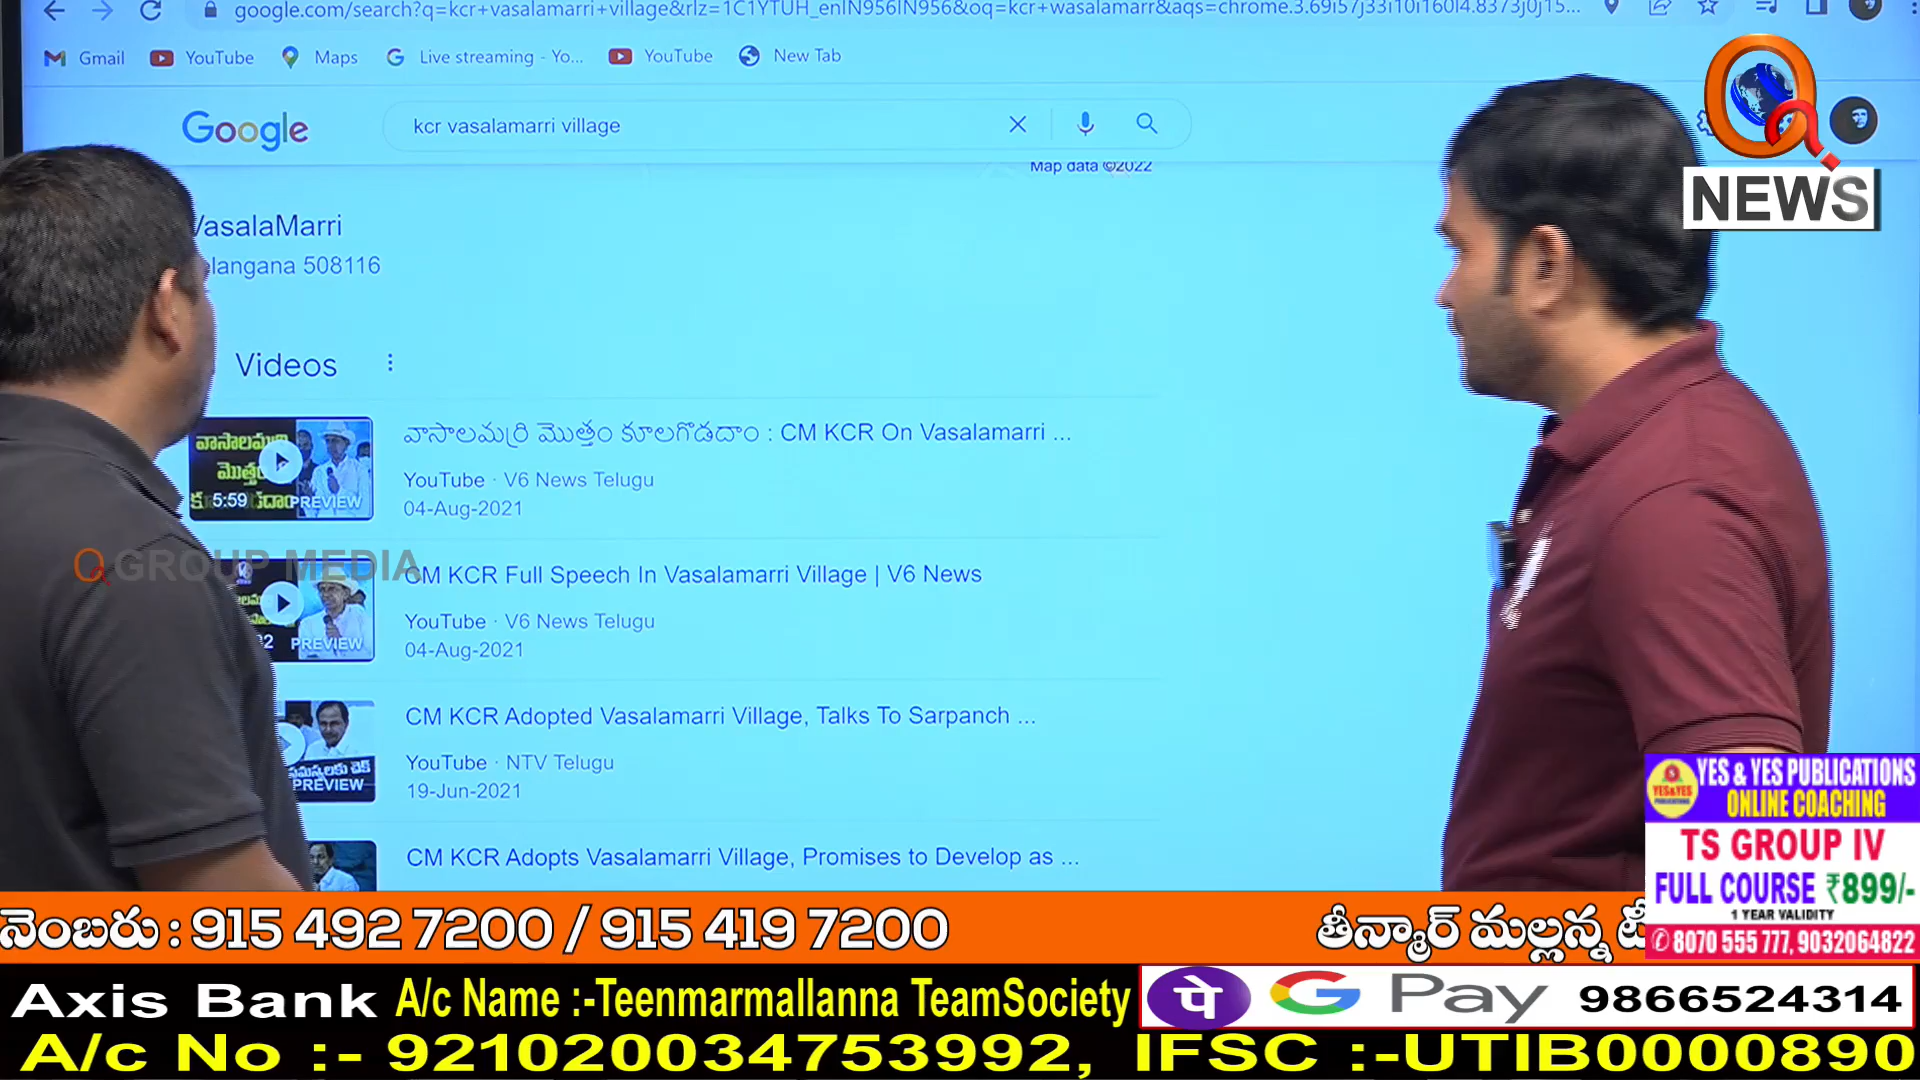 google.com/search?q=kcr+vasalamarri+village&rlz=1C1YTUH_enIN956IN956&oq=kcr+wasalamarr&aqs=chrome.3.69i57j33i10i160l4.8373j0j15...
Gmail
YouTube
Maps
Live streaming - Yo...
YouTube
New Tab
Google
kcr vasalamarri village
Map data ©2022
Q NEWS
VasalaMarri
elangana 508116
Videos
వాసాలమర్రి మొత్తం కూలగొడదాం : CM KCR On Vasalamarri ...
YouTube · V6 News Telugu
04-Aug-2021
వాసాలమర్రి
మొత్తం
5:59
PREVIEW
Q GROUP MEDIA
CM KCR Full Speech In Vasalamarri Village | V6 News
YouTube · V6 News Telugu
04-Aug-2021
PREVIEW
CM KCR Adopted Vasalamarri Village, Talks To Sarpanch ...
YouTube · NTV Telugu
19-Jun-2021
సమస్యలకు చెక్
PREVIEW
CM KCR Adopts Vasalamarri Village, Promises to Develop as ...
YES & YES PUBLICATIONS
ONLINE COACHING
TS GROUP IV
FULL COURSE ₹899/-
1 YEAR VALIDITY
8070 555 777, 9032064822
నెంబరు : 915 492 7200 / 915 419 7200
తీన్మార్ మల్లన్న టీ
Axis Bank A/c Name :-Teenmarmallanna TeamSociety
पे G Pay 9866524314
A/c No :- 921020034753992, IFSC :-UTIB0000890